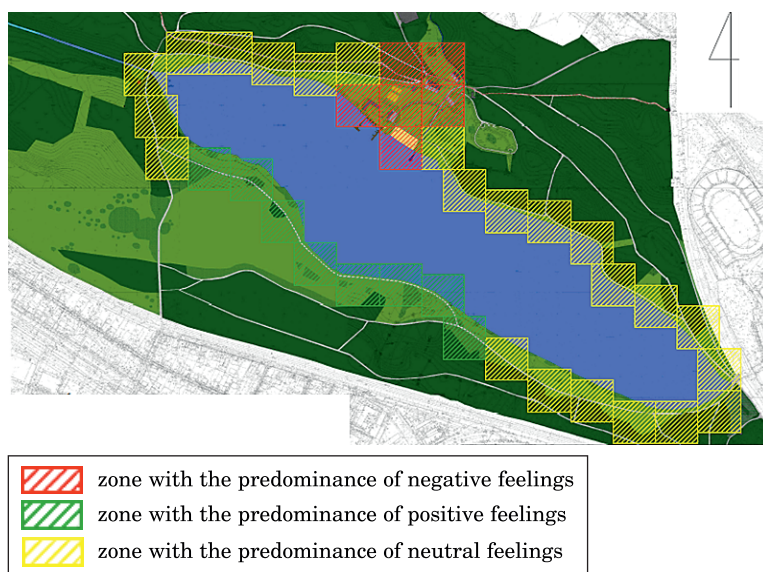 zone with the predominance of negative feelings
zone with the predominance of positive feelings
zone with the predominance of neutral feelings